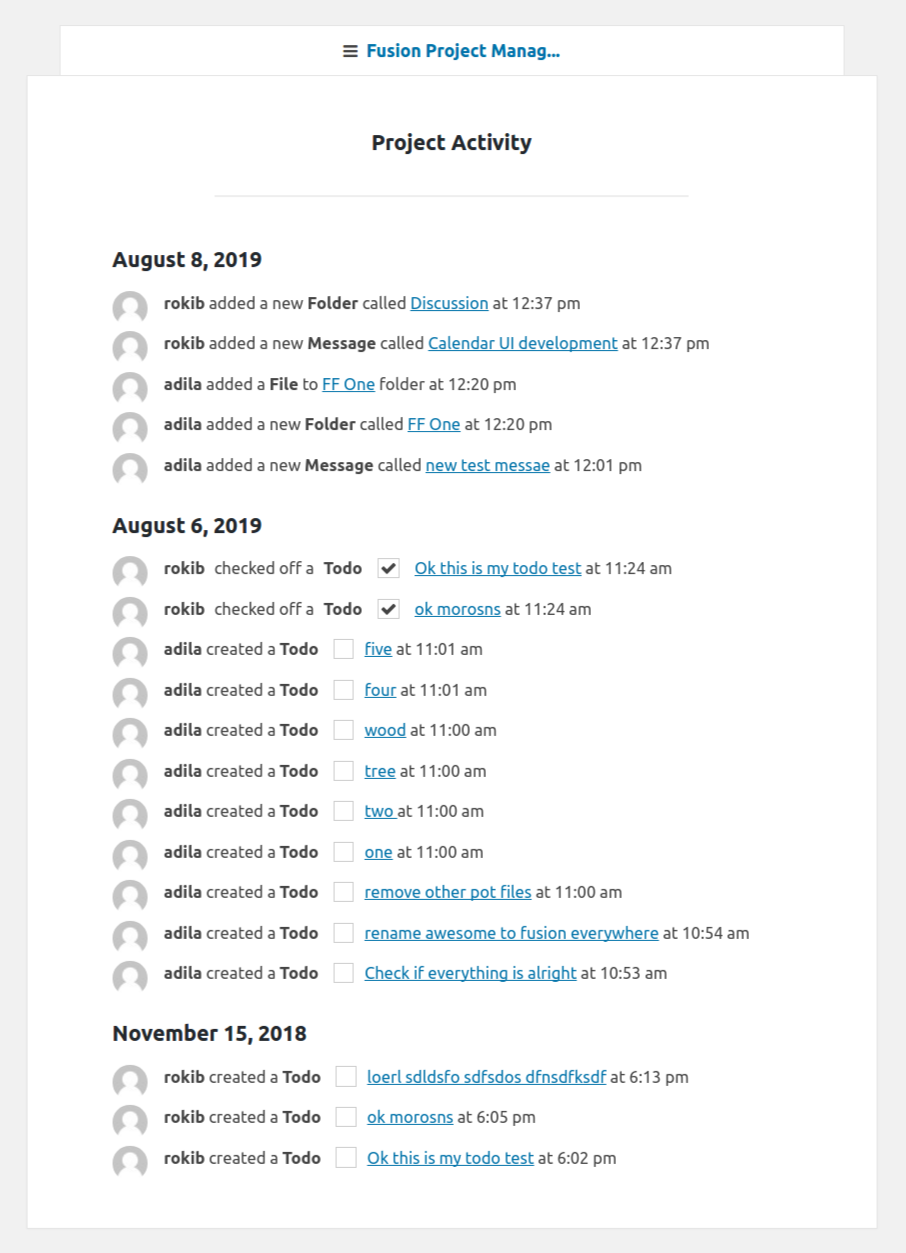 Fusion Project Manag...
Project Activity
August 8, 2019
rokib added a new Folder called Discussion at 12:37 pm
rokib added a new Message called Calendar UI development at 12:37 pm
adila added a File to FF One folder at 12:20 pm
adila added a new Folder called FF One at 12:20 pm
adila added a new Message called new test messae at 12:01 pm
August 6, 2019
rokib checked off a Todo Ok this is my todo test at 11:24 am
rokib checked off a Todo ok morosns at 11:24 am
adila created a Todo five at 11:01 am
adila created a Todo four at 11:01 am
adila created a Todo wood at 11:00 am
adila created a Todo tree at 11:00 am
adila created a Todo two at 11:00 am
adila created a Todo one at 11:00 am
adila created a Todo remove other pot files at 11:00 am
adila created a Todo rename awesome to fusion everywhere at 10:54 am
adila created a Todo Check if everything is alright at 10:53 am
November 15, 2018
rokib created a Todo loerl sdldsfo sdfsdos dfnsdfksdf at 6:13 pm
rokib created a Todo ok morosns at 6:05 pm
rokib created a Todo Ok this is my todo test at 6:02 pm